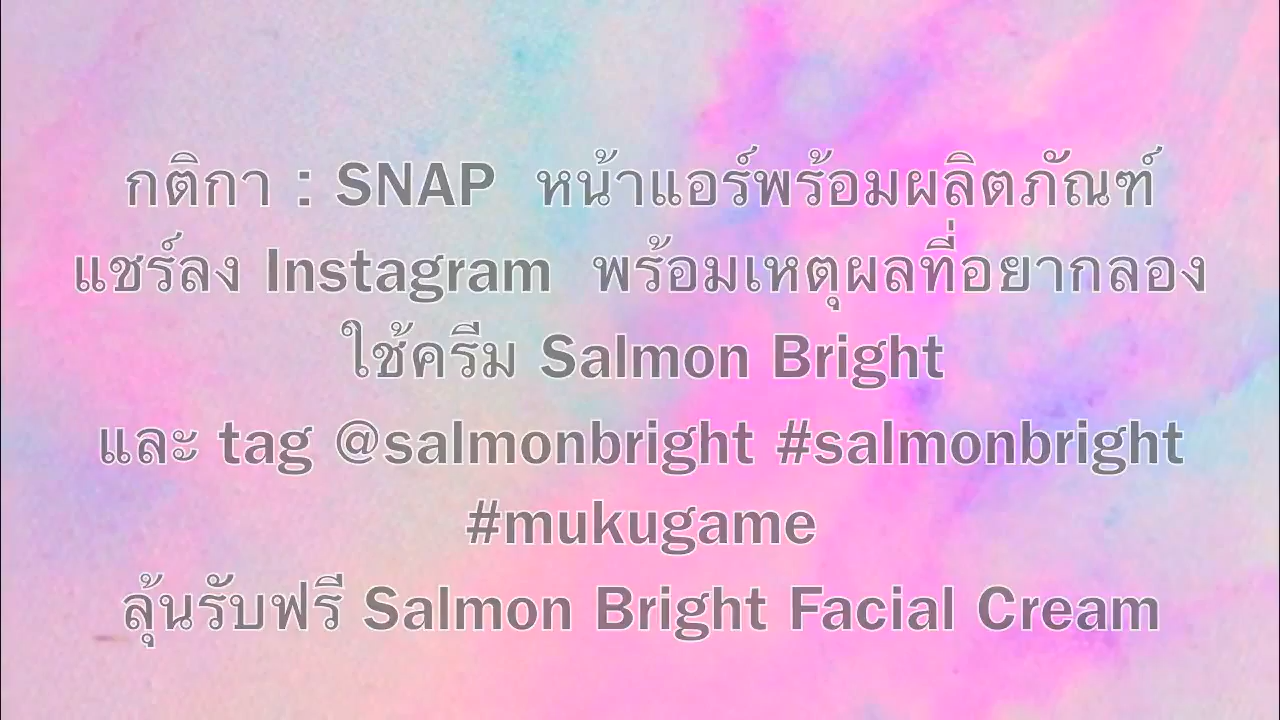 กติกา : SNAP หน้าแอร์พร้อมผลิตภัณฑ์
แชร์ลง Instagram พร้อมเหตุผลที่อยากลอง
ใช้ครีม Salmon Bright
และ tag @salmonbright #salmonbright
#mukugame
ลุ้นรับฟรี Salmon Bright Facial Cream